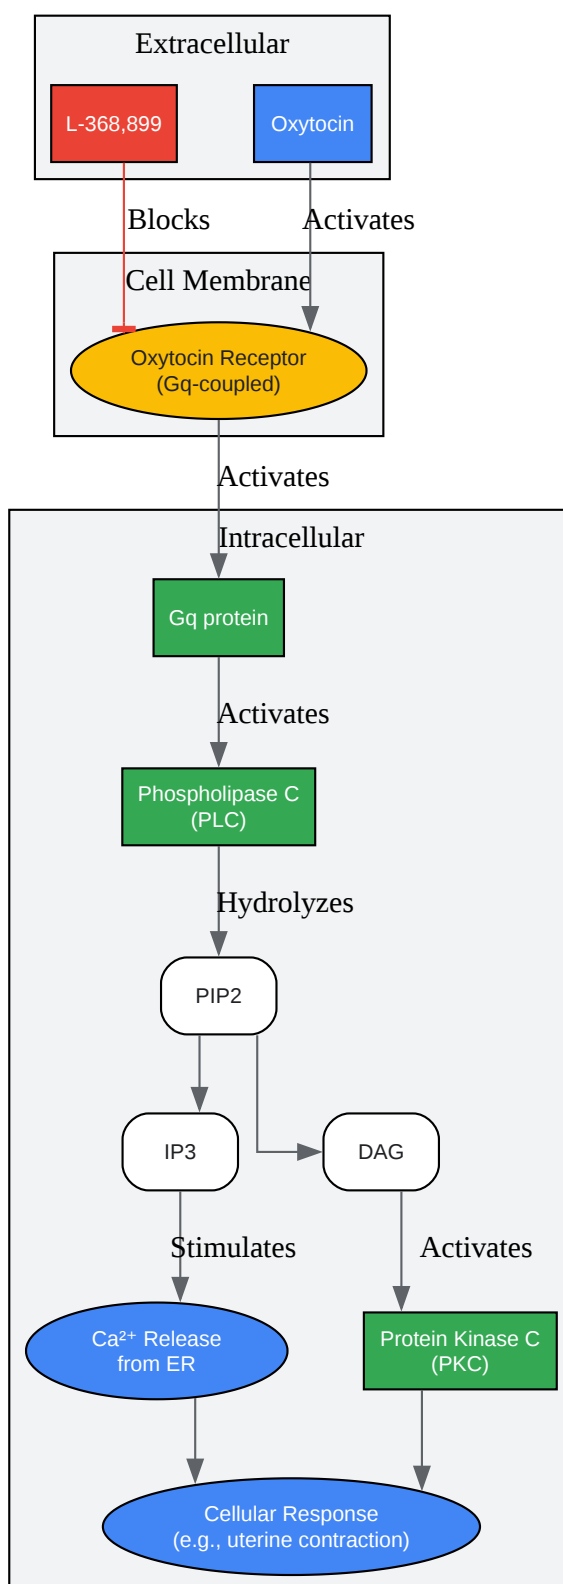 Extracellular
L-368,899
Oxytocin
Blocks
Activates
Cell Membrane
Oxytocin Receptor
(Gq-coupled)
Activates
Intracellular
Gq protein
Activates
Phospholipase C
(PLC)
Hydrolyzes
PIP2
IP3
DAG
Stimulates
Activates
Ca²⁺ Release
from ER
Protein Kinase C
(PKC)
Cellular Response
(e.g., uterine contraction)